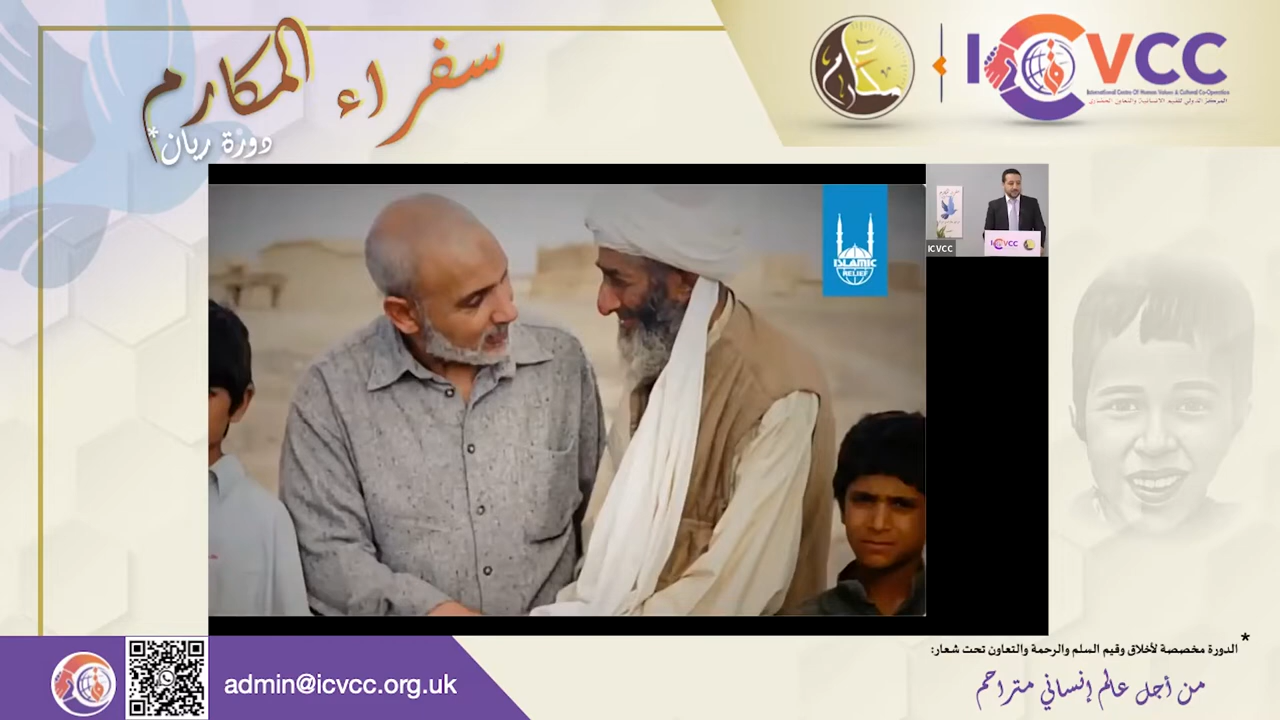 سفراء المكارم
دورة ريان*
مكارم
ICVCC
International Centre Of Human Values & Cultural Co-Operation
المركز الدولي للقيم الإنسانية والتعاون الحضاري
ISLAMIC
RELIEF
ICVCC
ICVCC
admin@icvcc.org.uk
* الدورة مخصصة لأخلاق وقيم السلم والرحمة والتعاون تحت شعار:
من أجل عالم إنساني متراحم